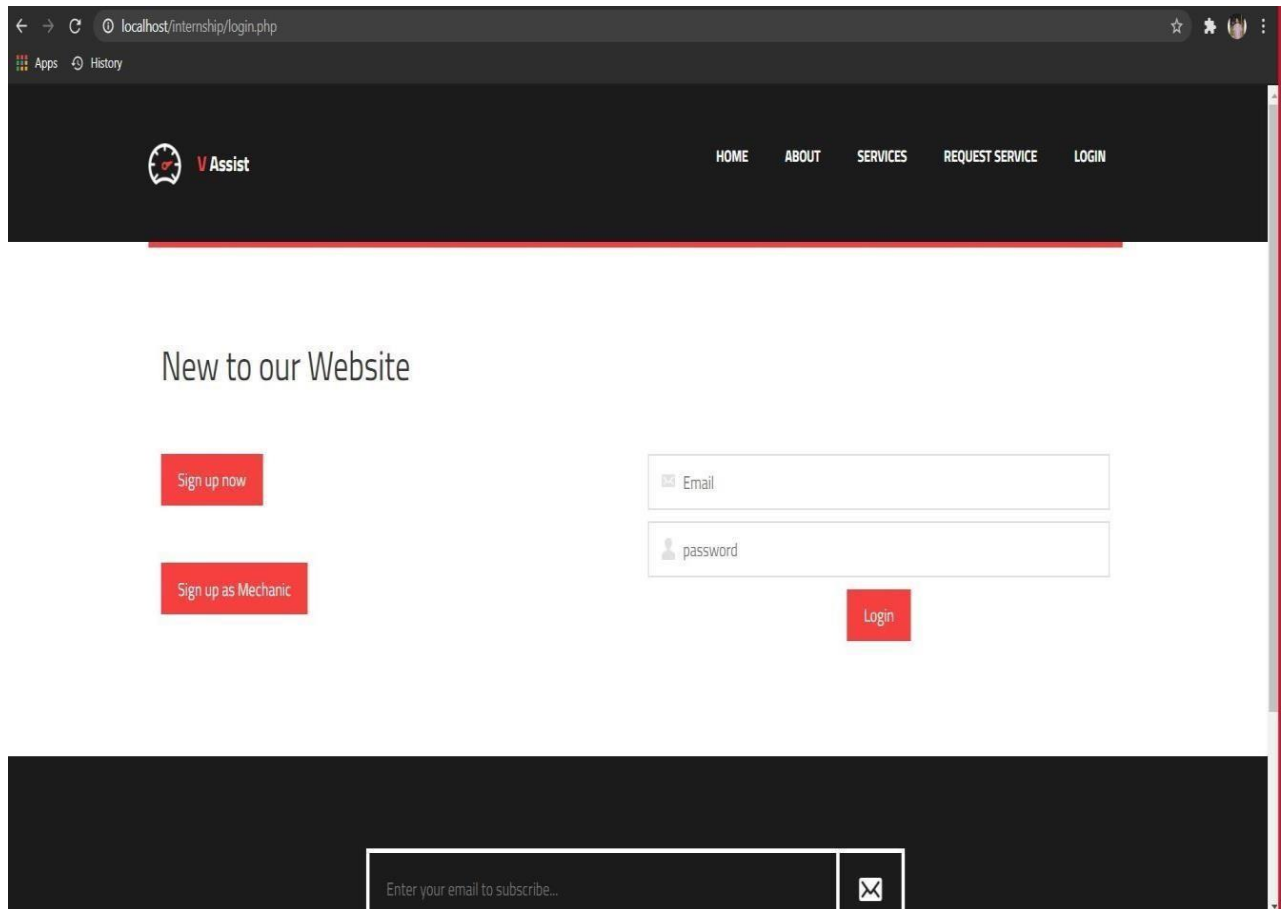 localhost/internship/login.php
Apps History
V Assist
HOME ABOUT SERVICES REQUEST SERVICE LOGIN
New to our Website
Sign up now
Sign up as Mechanic
Email
password
Login
Enter your email to subscribe...